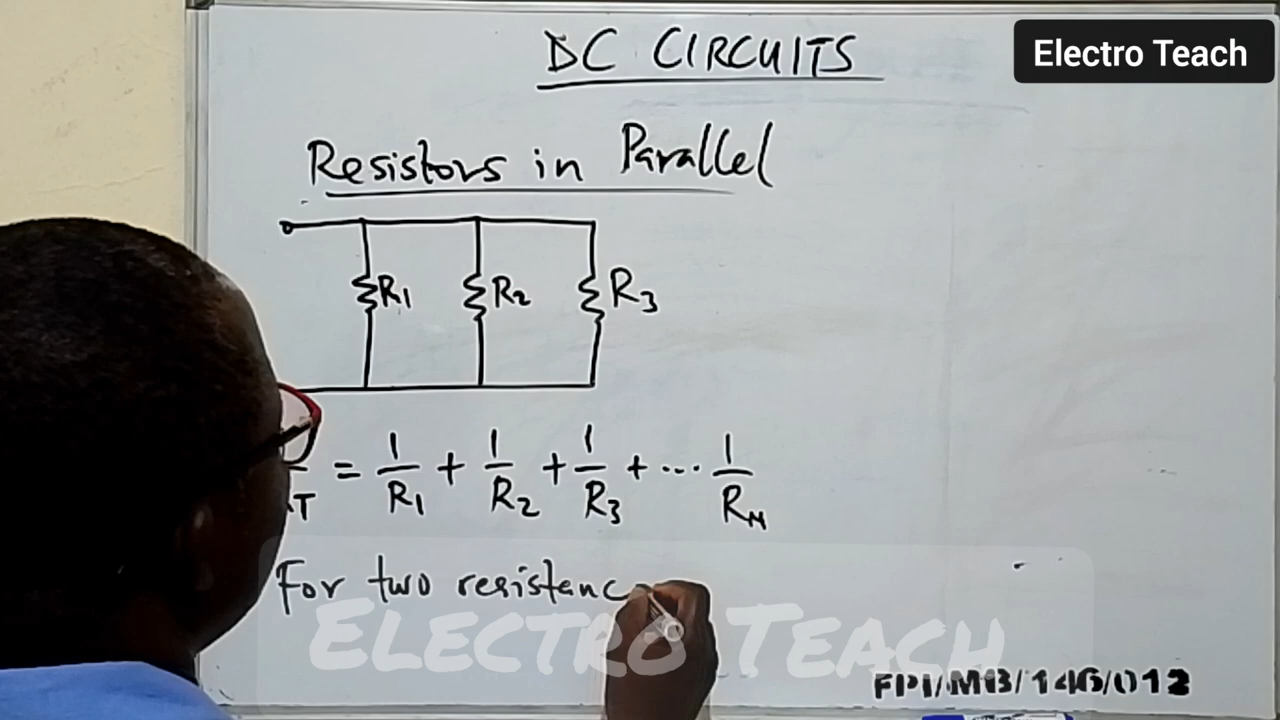 DC CIRCUITS
Electro Teach
Resistors in Parallel
R1 R2 R3
T = 1/R1 + 1/R2 + 1/R3 + ... 1/RN
For two resistanc
ELECTRO TEACH
FPI/MB/146/012